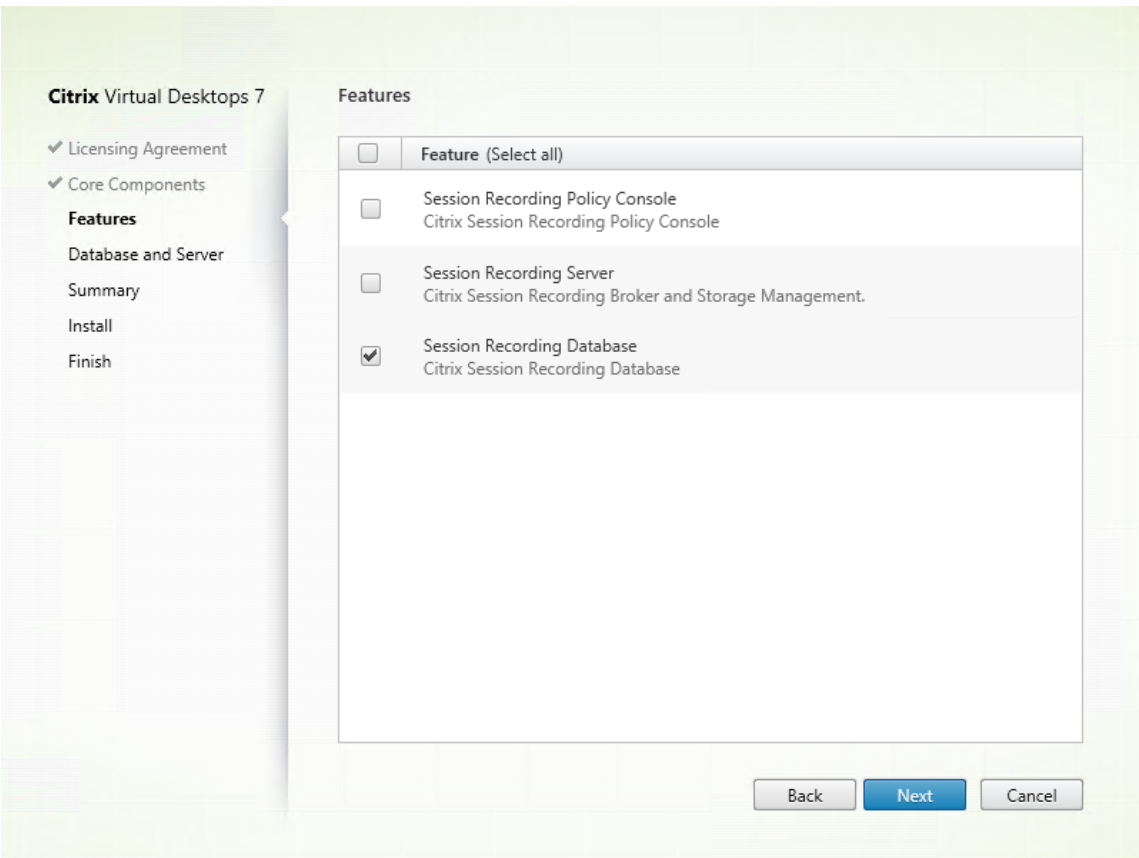 Citrix Virtual Desktops 7
Licensing Agreement
Core Components
Features
Database and Server
Summary
Install
Finish
Features
Feature (Select all)
Session Recording Policy Console
Citrix Session Recording Policy Console
Session Recording Server
Citrix Session Recording Broker and Storage Management.
Session Recording Database
Citrix Session Recording Database
Back Next Cancel